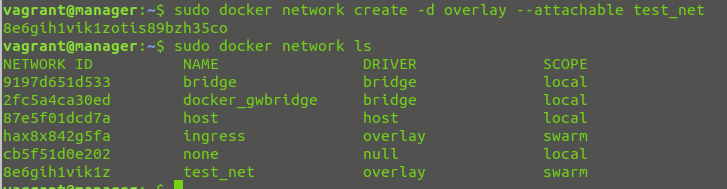 vagrant@manager:~$ sudo docker network create -d overlay --attachable test_net
8e6gih1vik1zotis89bzh35co
vagrant@manager:~$ sudo docker network ls
NETWORK ID          NAME                DRIVER              SCOPE
9197d651d533        bridge              bridge              local
2fc5a4ca30ed        docker_gwbridge     bridge              local
87e5f01dcd7a        host                host                local
hax8x842g5fa        ingress             overlay             swarm
cb5f51d0e202        none                null                local
8e6gih1vik1z        test_net            overlay             swarm